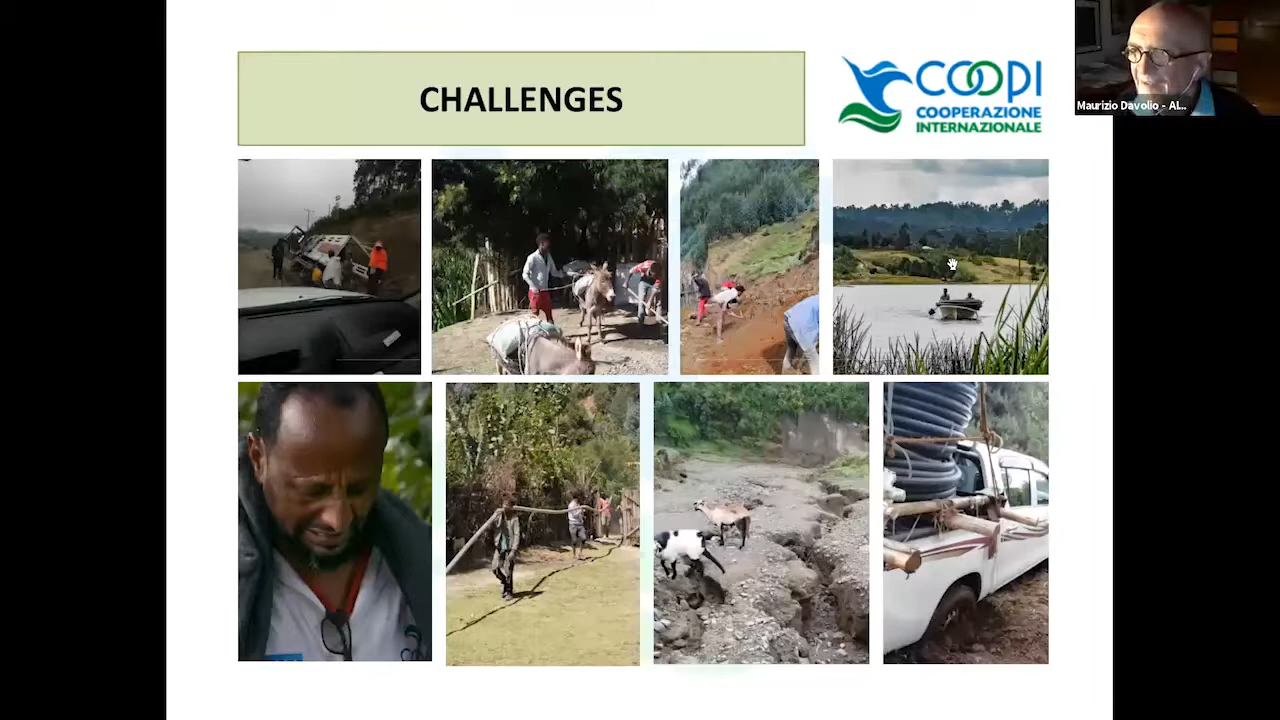 CHALLENGES
COOPI
COOPERAZIONE
INTERNAZIONALE
Maurizio Davolio - Al...